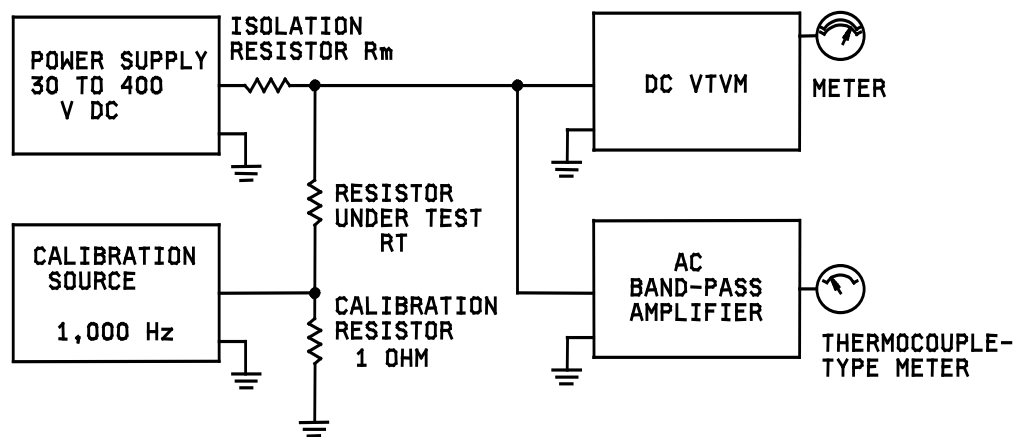 ISOLATION
RESISTOR Rm
POWER SUPPLY
30 TO 400
V DC
DC VTVM
METER
RESISTOR
UNDER TEST
RT
CALIBRATION
SOURCE
1,000 Hz
CALIBRATION
RESISTOR
1 OHM
AC
BAND-PASS
AMPLIFIER
THERMOCOUPLE-
TYPE METER